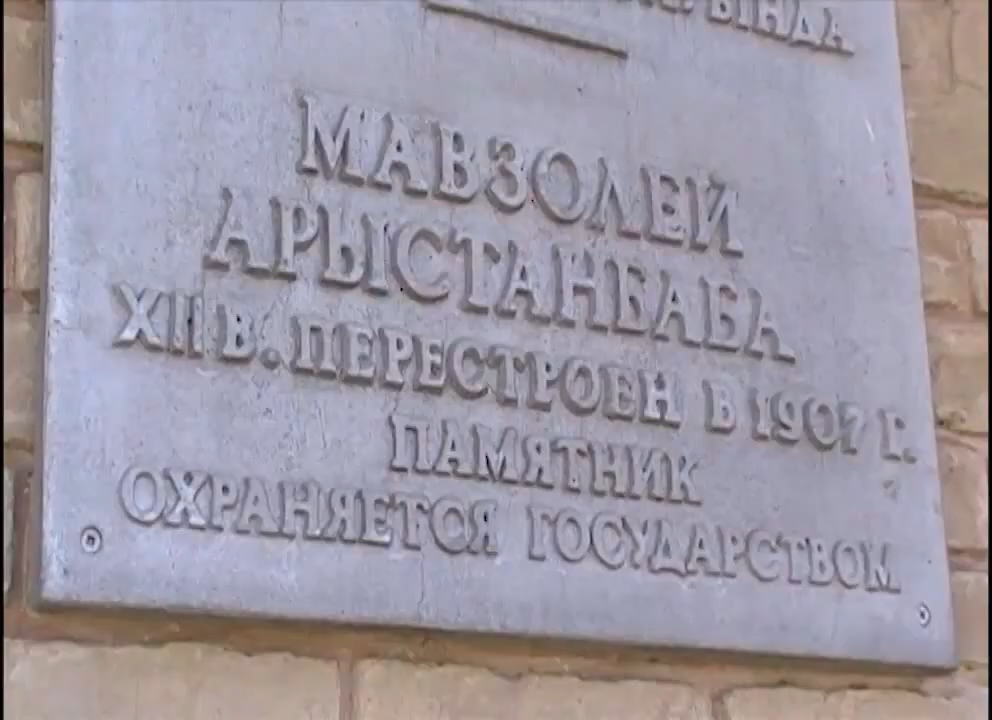 МАВЗОЛЕЙ
АРЫСТАНБАБА
XII В. ПЕРЕСТРОЕН В 1907 Г.
ПАМЯТНИК
ОХРАНЯЕТСЯ ГОСУДАРСТВОМ